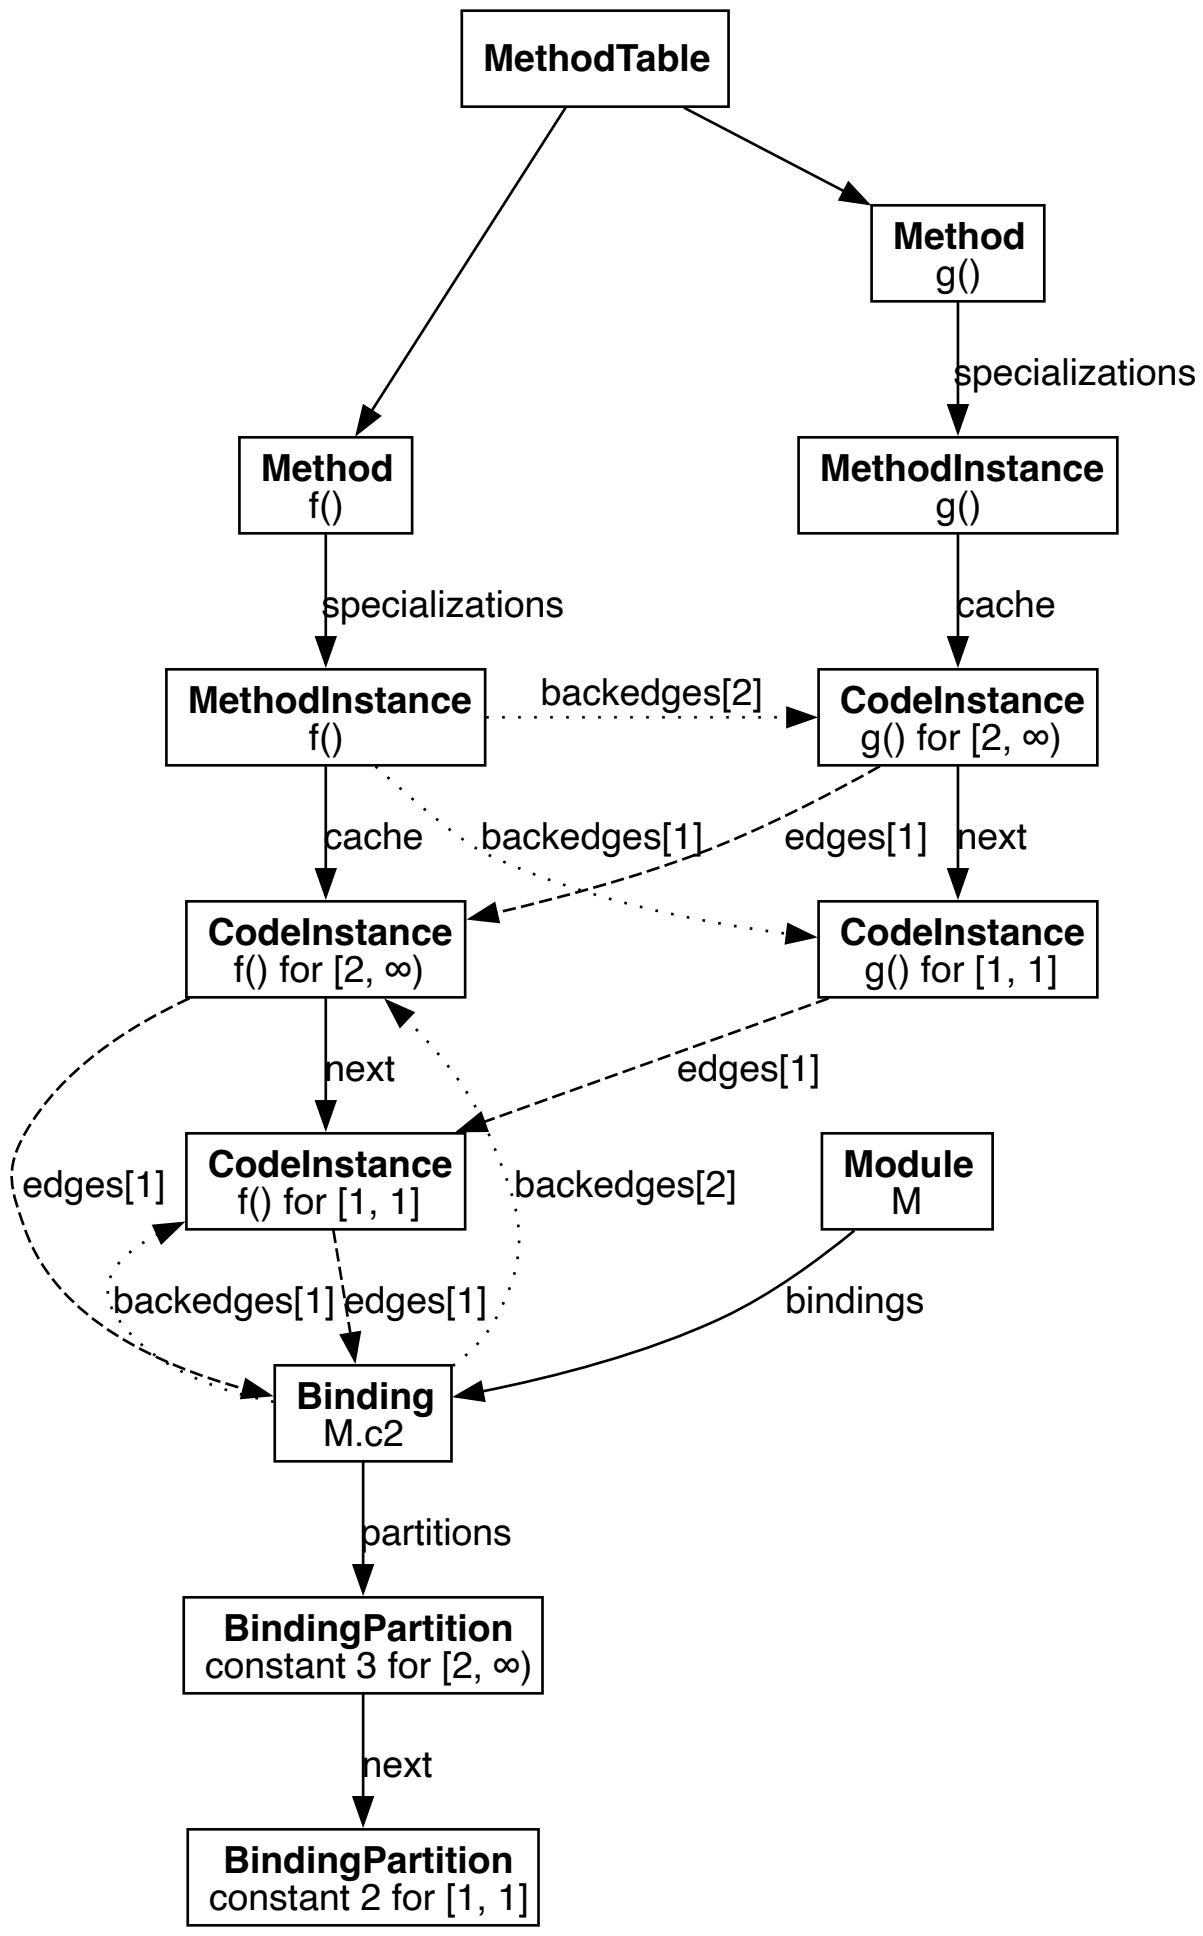 MethodTable
Method
g()
specializations
Method
f()
MethodInstance
g()
specializations
cache
MethodInstance
f()
backedges[2]
CodeInstance
g() for [2, ∞)
cache
backedges[1]
edges[1]
next
CodeInstance
f() for [2, ∞)
CodeInstance
g() for [1, 1]
next
edges[1]
edges[1]
CodeInstance
f() for [1, 1]
backedges[2]
Module
M
backedges[1]
edges[1]
bindings
Binding
M.c2
partitions
BindingPartition
constant 3 for [2, ∞)
next
BindingPartition
constant 2 for [1, 1]